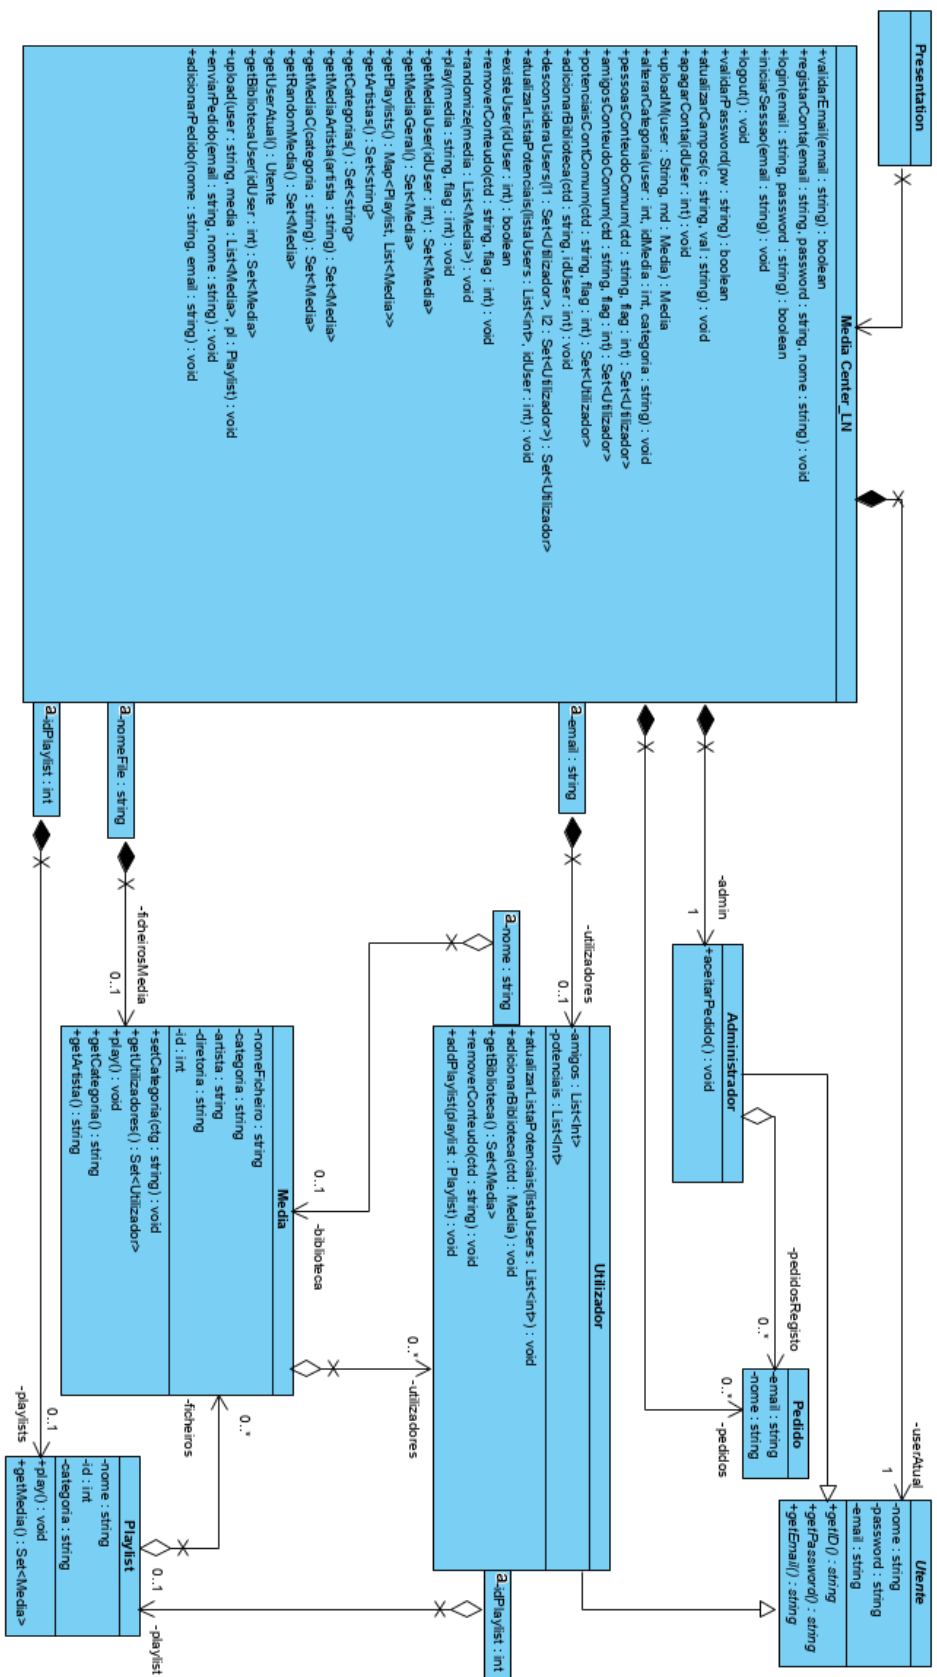 Presentation
Media Center_LN
+validarEmail(email : string) : boolean
+registarConta(email : string, password : string, nome : string) : void
+login(email : string, password : string) : boolean
+iniciarSessao(email : string) : void
+logout() : void
+validarPassword(pw : string) : boolean
+atualizarCampos(c : string, val : string) : void
+apagarConta(idUser : int) : void
+uploadM(user : String, md : Media) : Media
+alterarCategoria(user : int, idMedia : int, categoria : string) : void
+pessoasConteudoComum(ctd : string, flag : int) : Set<Utilizador>
+amigosConteudoComum(ctd : string, flag : int) : Set<Utilizador>
+potenciaisContComum(ctd : string, flag : int) : Set<Utilizador>
+adicionarBiblioteca(ctd : string, idUser : int) : void
+desconsideraUsers(l1 : Set<Utilizador>, l2 : Set<Utilizador>) : Set<Utilizador>
+atualizarListaPotenciais(listaUsers : List<int>, idUser : int) : void
+existeUser(idUser : int) : boolean
+removerConteudo(ctd : string, flag : int) : void
+randomize(media : List<Media>) : void
+play(media : string, flag : int) : void
+getMediaUser(idUser : int) : Set<Media>
+getMediaGeral() : Set<Media>
+getPlaylists() : Map<Playlist, List<Media>>
+getArtistas() : Set<string>
+getCategorias() : Set<string>
+getMediaArtista(artista : string) : Set<Media>
+getMediaC(categoria : string) : Set<Media>
+getRandomMedia() : Set<Media>
+getUserAtual() : Utente
+getBibliotecaUser(idUser : int) : Set<Media>
+upload(user : string, media : List<Media>, pl : Playlist) : void
+enviarPedido(email : string, nome : string) : void
+adicionarPedido(nome : string, email : string) : void
a -email : string
a -nomeFile : string
a -idPlaylist : int
-admin
1
-utilizadores
0..1
-ficheirosMedia
0..1
Administrador
+aceitarPedido() : void
a -nome : string
Utilizador
-amigos : List<Int>
-potenciais : List<Int>
+atualizarListaPotenciais(listaUsers : List<int>) : void
+adicionarBiblioteca(ctd : Media) : void
+getBiblioteca() : Set<Media>
+removerConteudo(ctd : string) : void
+addPlaylist(playlist : Playlist) : void
Media
-nomeFicheiro : string
-categoria : string
-artista : string
-diretoria : string
-id : int
+setCategoria(ctg : string) : void
+getUtilizadores() : Set<Utilizador>
+play() : void
+getCategoria() : string
+getArtista() : string
0..1
-biblioteca
-pedidosRegisto
0..*
Pedido
-email : string
-nome : string
0..*
-pedidos
-userAtual
1
0..*
-utilizadores
0..*
-ficheiros
0..1
-playlists
Utente
-nome : string
-password : string
-email : string
+getID() : string
+getPassword() : string
+getEmail() : string
a -idPlaylist : int
Playlist
-nome : string
-id : int
-categoria : string
+play() : void
+getMedia() : Set<Media>
0..1
-playlist